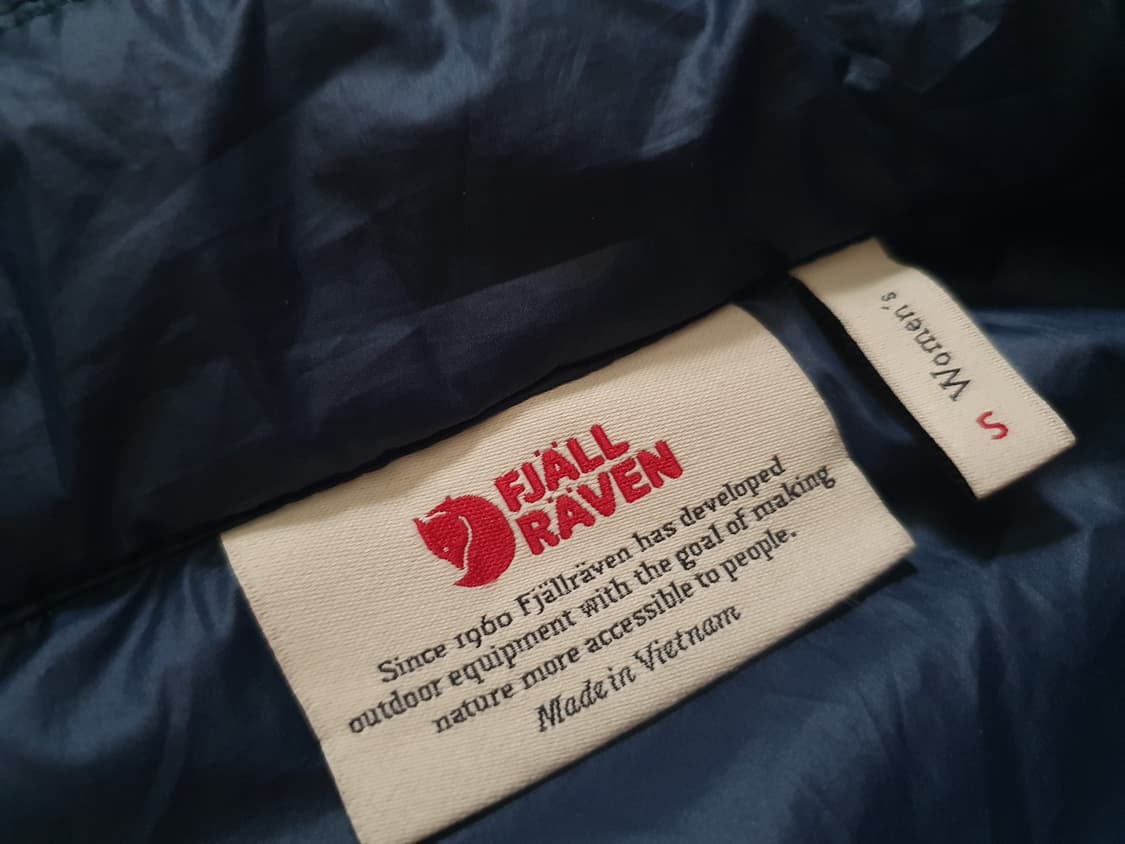 FJÄLL
RÄVEN
Since 1960 Fjällräven has developed
outdoor equipment with the goal of making
nature more accessible to people.
Made in Vietnam
Women's
S